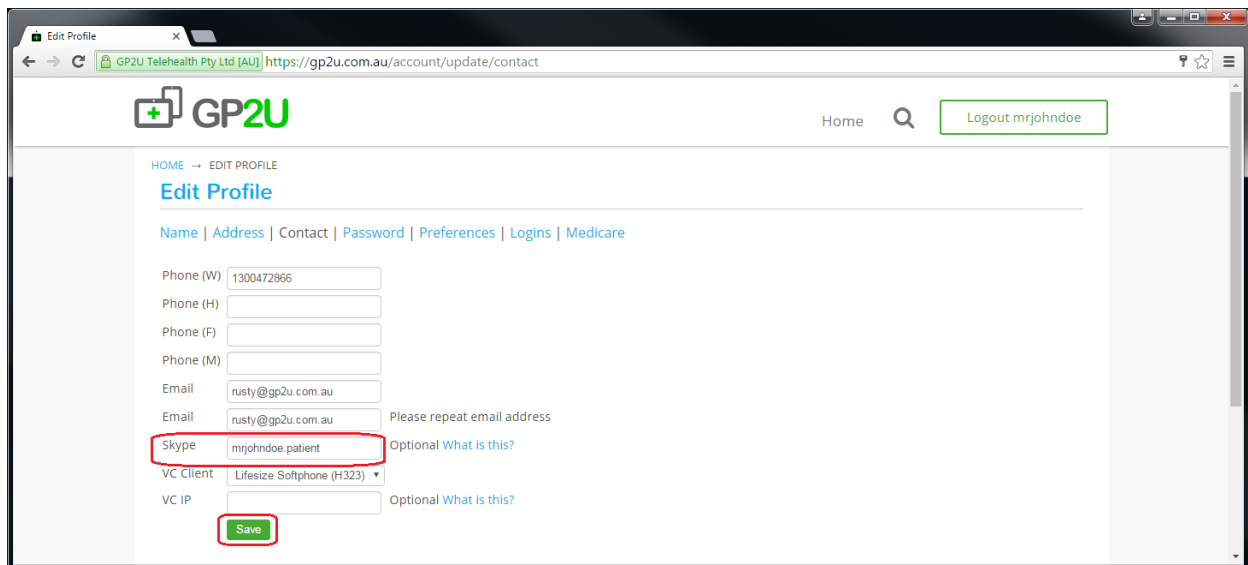 Edit Profile
GP2U Telehealth Pty Ltd [AU] https://gp2u.com.au/account/update/contact
GP2U
Home
Logout mrjohndoe
HOME → EDIT PROFILE
Edit Profile
Name | Address | Contact | Password | Preferences | Logins | Medicare
Phone (W) 1300472866
Phone (H)
Phone (F)
Phone (M)
Email rusty@gp2u.com.au
Email rusty@gp2u.com.au Please repeat email address
Skype mrjohndoe.patient Optional What is this?
VC Client Lifesize Softphone (H323)
VC IP Optional What is this?
Save